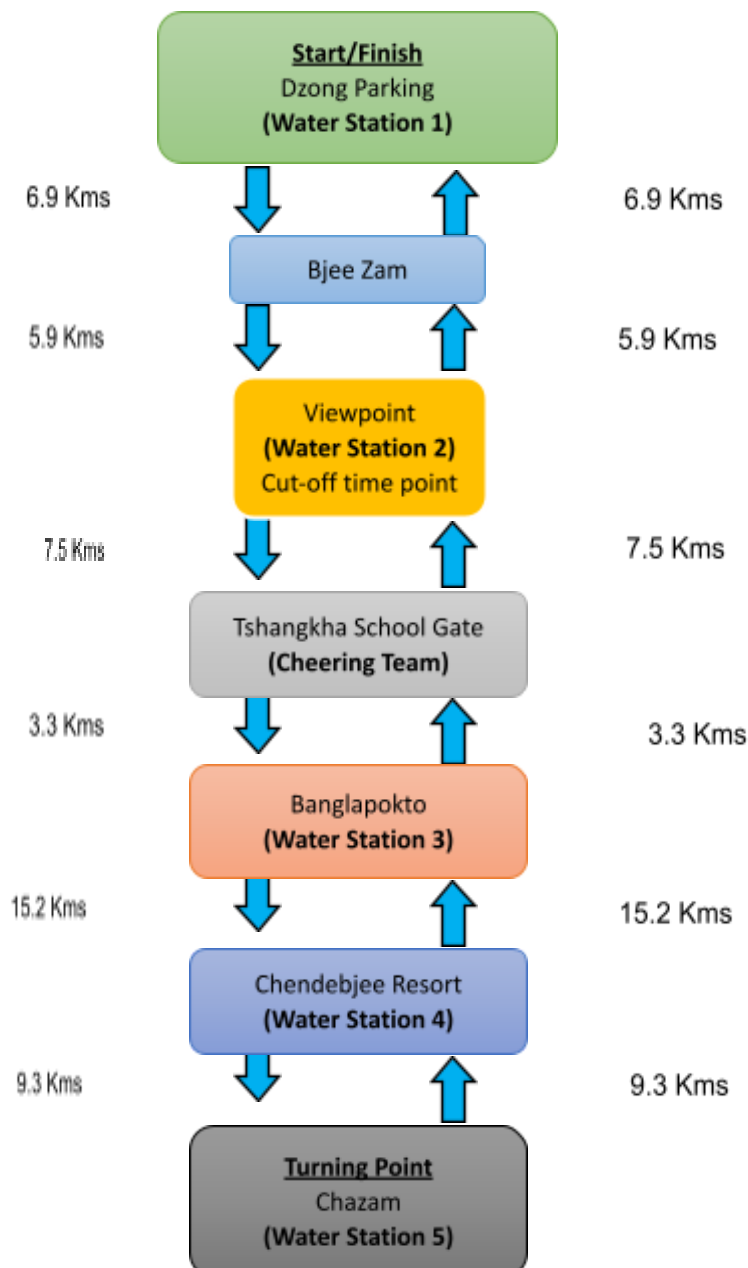 Start/Finish
Dzong Parking
(Water Station 1)
6.9 Kms
6.9 Kms
Bjee Zam
5.9 Kms
5.9 Kms
Viewpoint
(Water Station 2)
Cut-off time point
7.5 Kms
7.5 Kms
Tshangkha School Gate
(Cheering Team)
3.3 Kms
3.3 Kms
Banglapokto
(Water Station 3)
15.2 Kms
15.2 Kms
Chendebjee Resort
(Water Station 4)
9.3 Kms
9.3 Kms
Turning Point
Chazam
(Water Station 5)